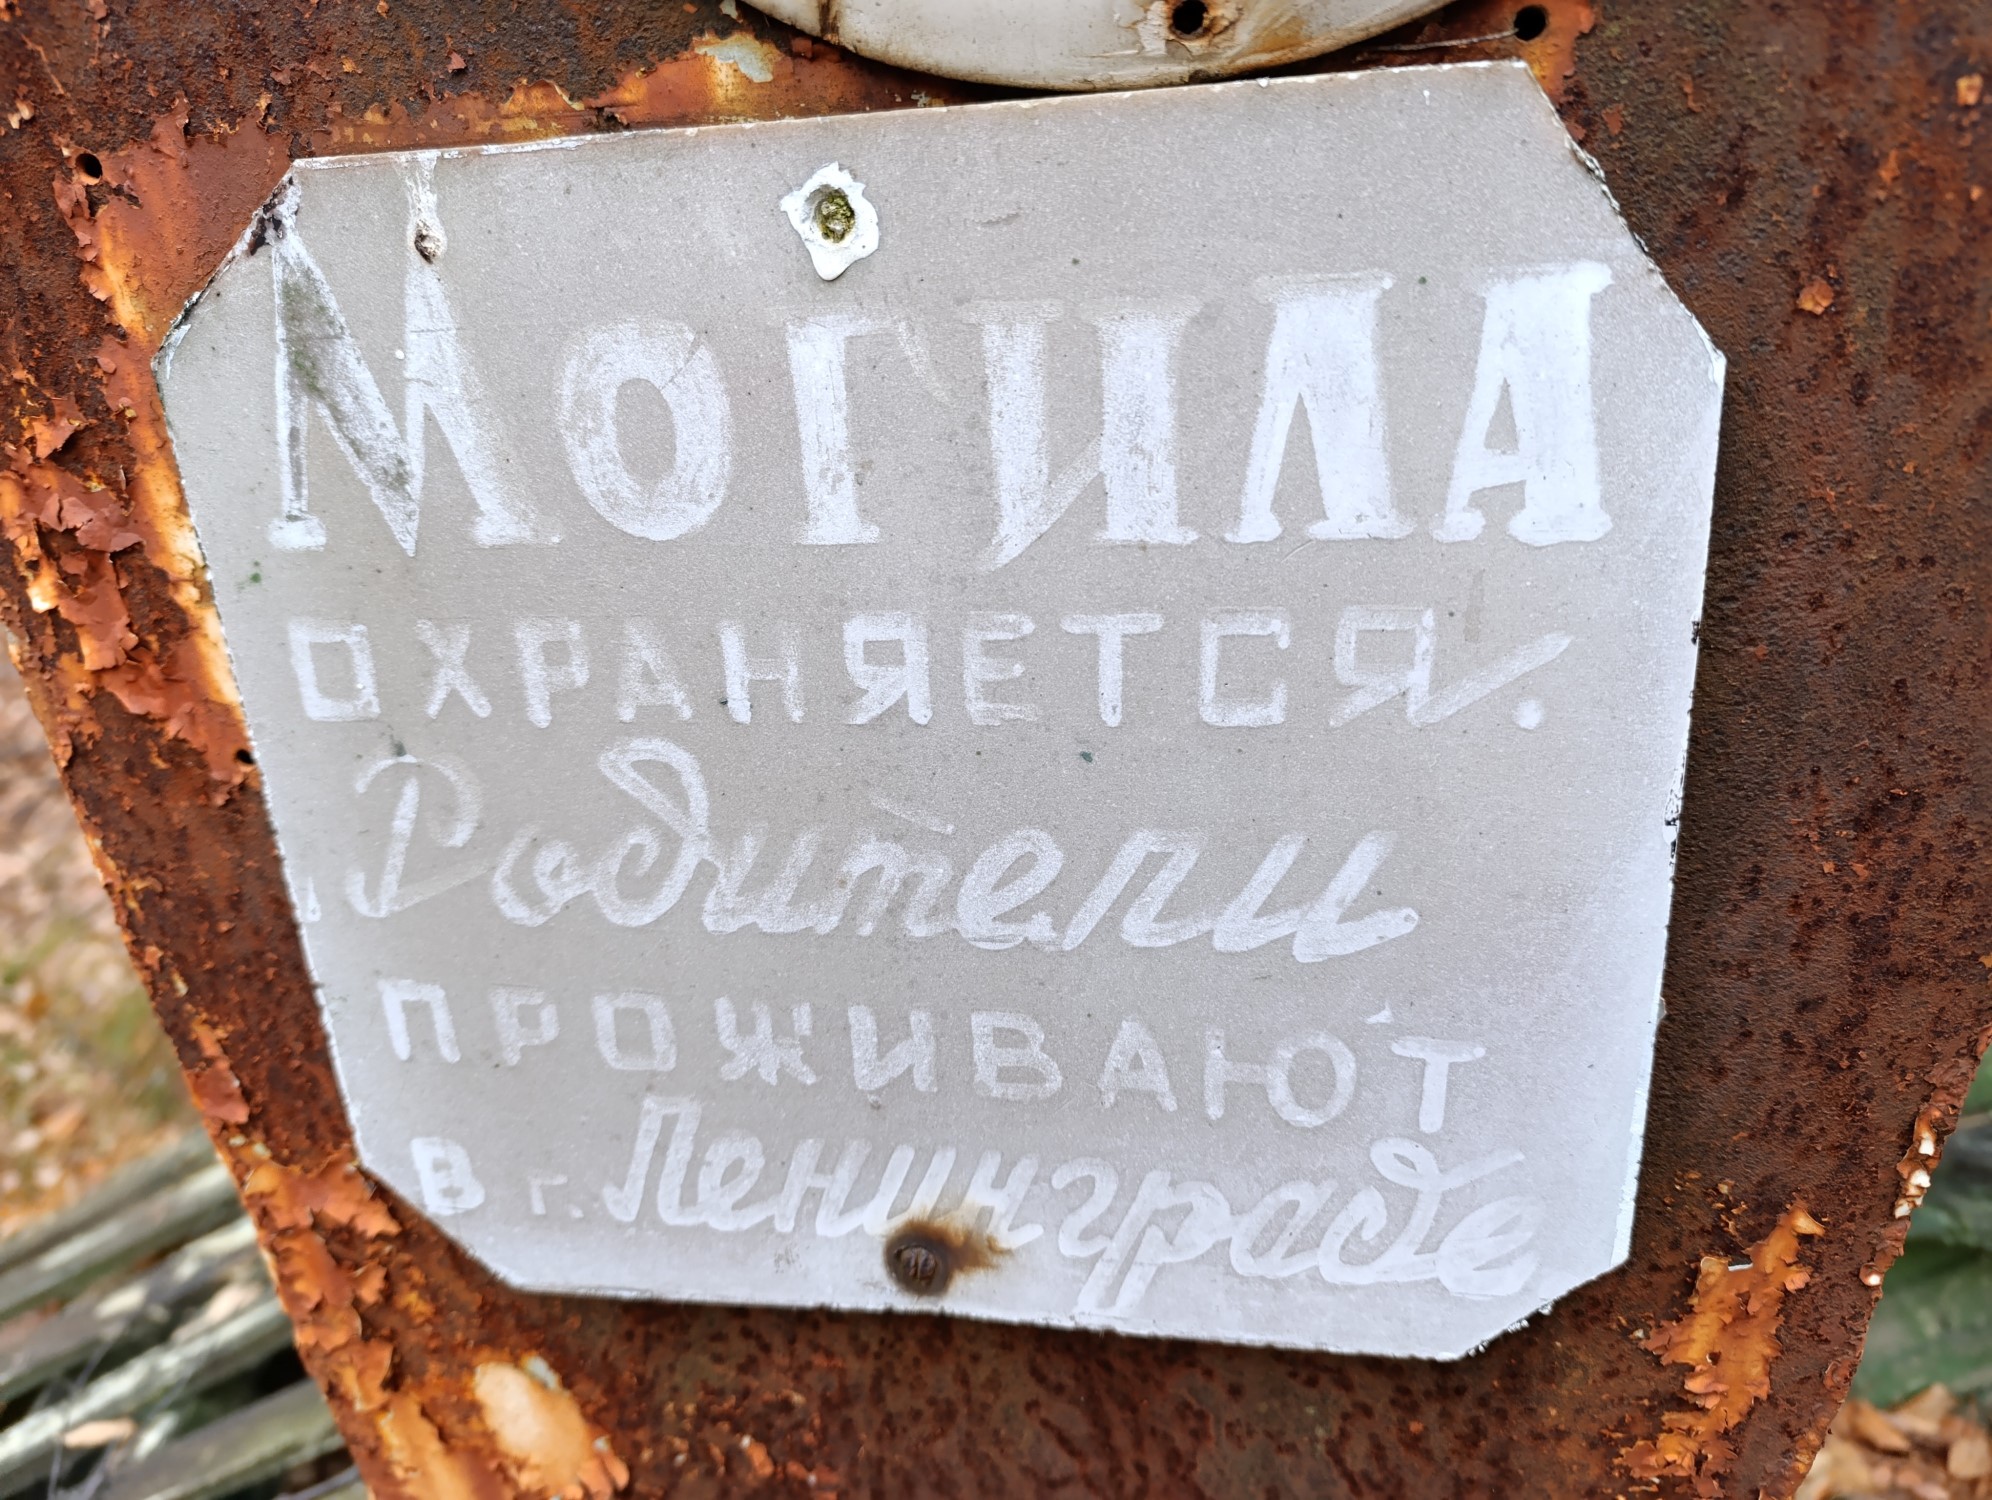 Могила
охраняется.
Родители
проживают
в г. Ленинграде